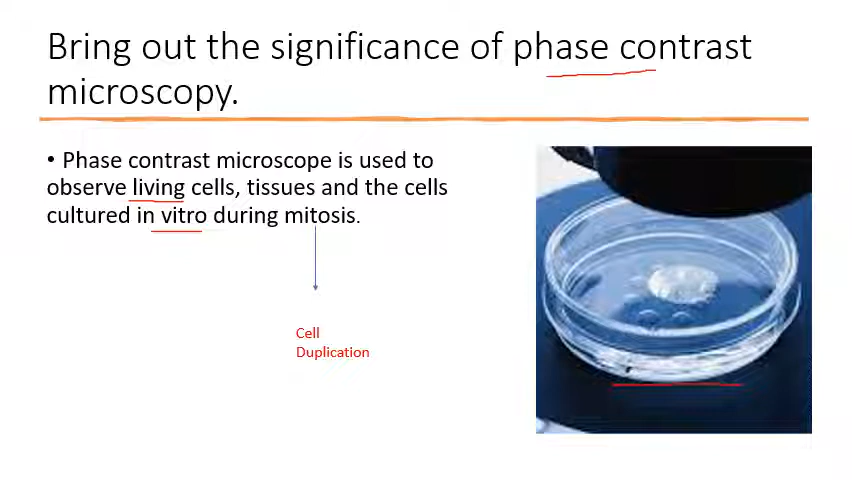 Bring out the significance of phase contrast
microscopy.
• Phase contrast microscope is used to
observe living cells, tissues and the cells
cultured in vitro during mitosis.
Cell
Duplication